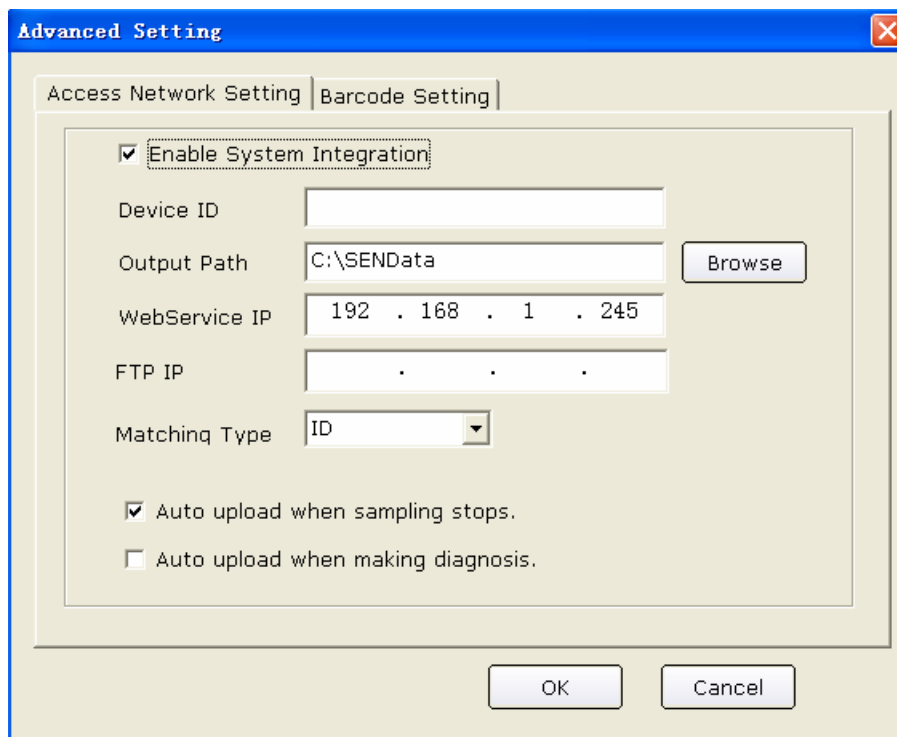 Advanced Setting
Access Network Setting Barcode Setting
Enable System Integration
Device ID
Output Path C:\SENData Browse
WebService IP 192 . 168 . 1 . 245
FTP IP . . .
Matching Type ID
Auto upload when sampling stops.
Auto upload when making diagnosis.
OK Cancel